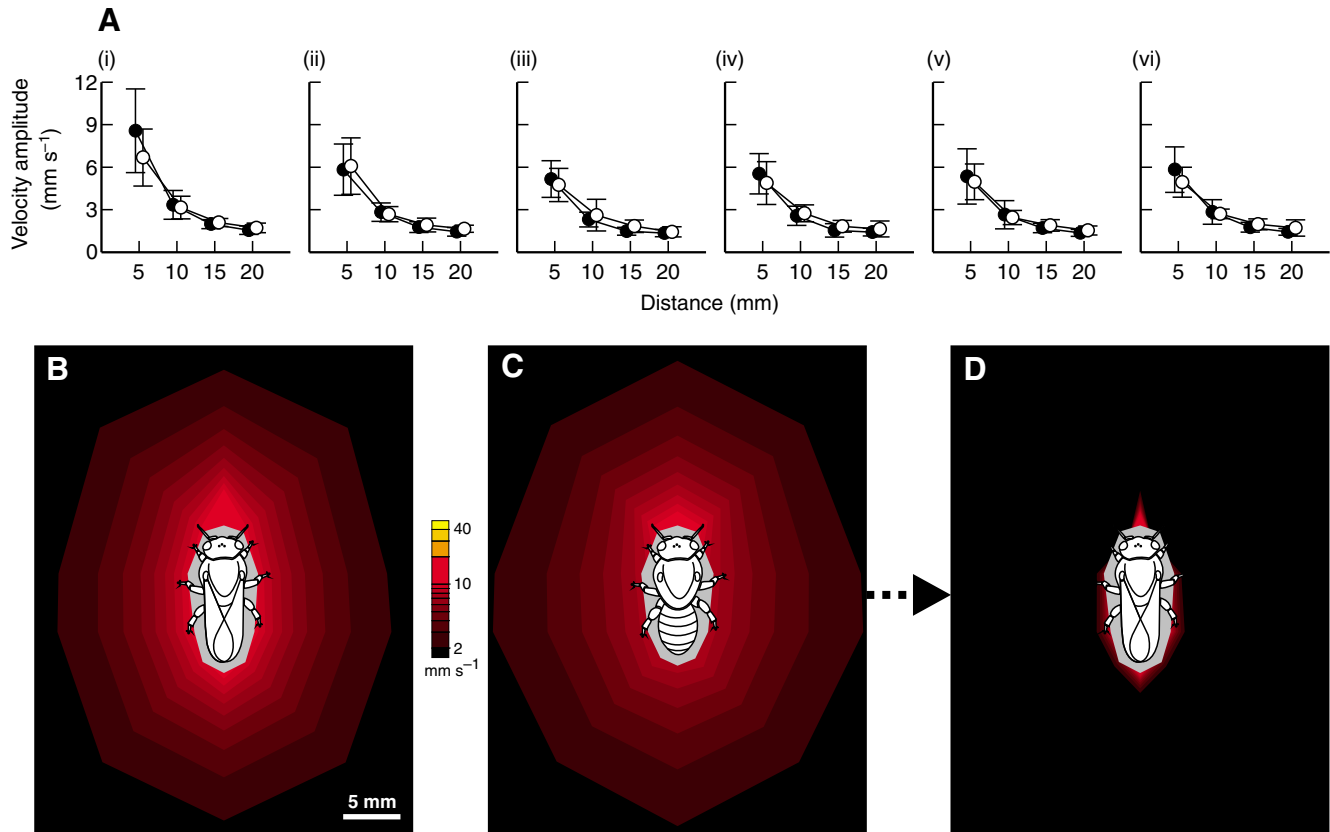 A
(i) (ii) (iii) (iv) (v) (vi)
Velocity amplitude
(mm s⁻¹)
12
9
6
3
0
5 10 15 20 5 10 15 20 5 10 15 20 5 10 15 20 5 10 15 20 5 10 15 20
Distance (mm)
B C D
40
10
2
mm s⁻¹
5 mm